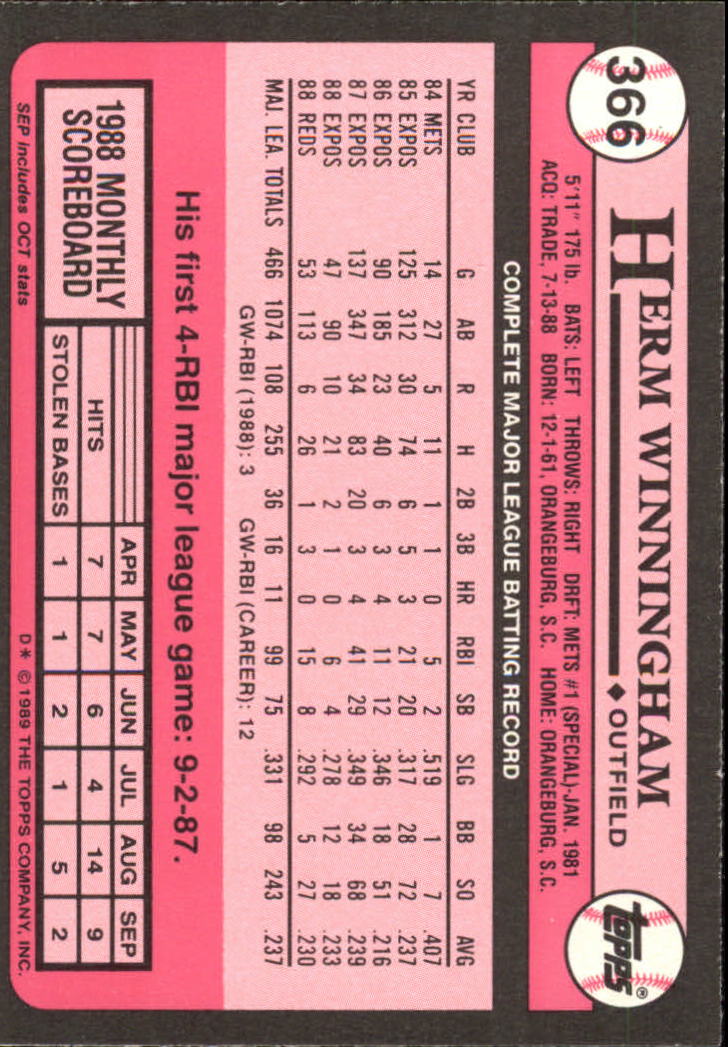 366
HERM WINNINGHAM ♦ OUTFIELD
topps®
5'11" 175 lb. BATS: LEFT THROWS: RIGHT DRFT: METS #1 (SPECIAL)-JAN. 1981
ACQ: TRADE, 7-13-88 BORN: 12-1-61, ORANGEBURG, S.C. HOME: ORANGEBURG, S.C.
COMPLETE MAJOR LEAGUE BATTING RECORD
YR CLUB G AB R H 2B 3B HR RBI SB SLG BB SO AVG
84 METS 14 27 5 11 1 1 0 5 2 .519 1 7 .407
85 EXPOS 125 312 30 74 6 5 3 21 20 .317 28 72 .237
86 EXPOS 90 185 23 40 6 3 4 11 12 .346 18 51 .216
87 EXPOS 137 347 34 83 20 3 4 41 29 .349 34 68 .239
88 EXPOS 47 90 10 21 2 1 0 6 4 .278 12 18 .233
88 REDS 53 113 6 26 1 3 0 15 8 .292 5 27 .230
MAJ. LEA. TOTALS 466 1074 108 255 36 16 11 99 75 .331 98 243 .237
GW-RBI (1988): 3 GW-RBI (CAREER): 12
His first 4-RBI major league game: 9-2-87.
1988 MONTHLY
SCOREBOARD
APR MAY JUN JUL AUG SEP
HITS 7 7 6 4 14 9
STOLEN BASES 1 1 2 1 5 2
SEP includes OCT stats
D* © 1989 THE TOPPS COMPANY, INC.